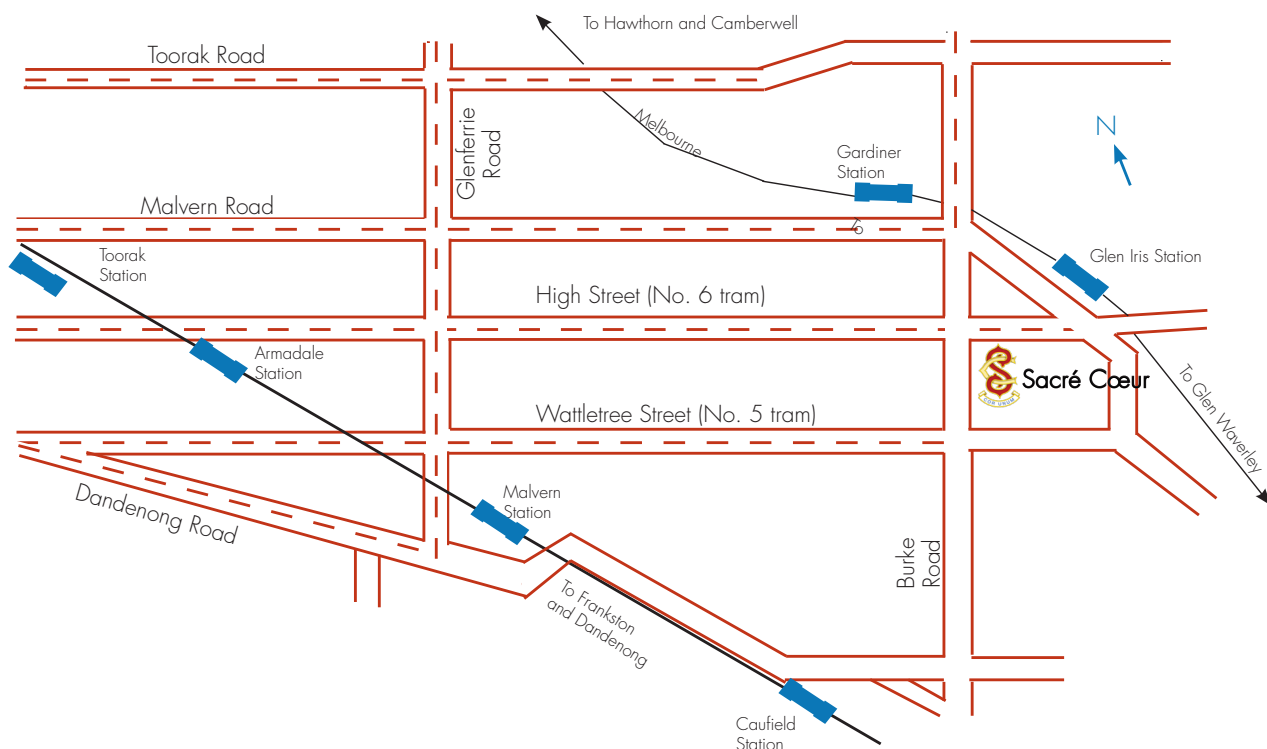 To Hawthorn and Camberwell
Toorak Road
Melbourne
To
Glenferrie
Road
Gardiner
Station
N
Malvern Road
Toorak
Station
Glen Iris Station
High Street (No. 6 tram)
Armadale
Station
S
COR UNUM
Sacré Cœur
To Glen Waverley
Wattletree Street (No. 5 tram)
Malvern
Station
Dandenong Road
Burke
Road
To Frankston
and Dandenong
Caufield
Station